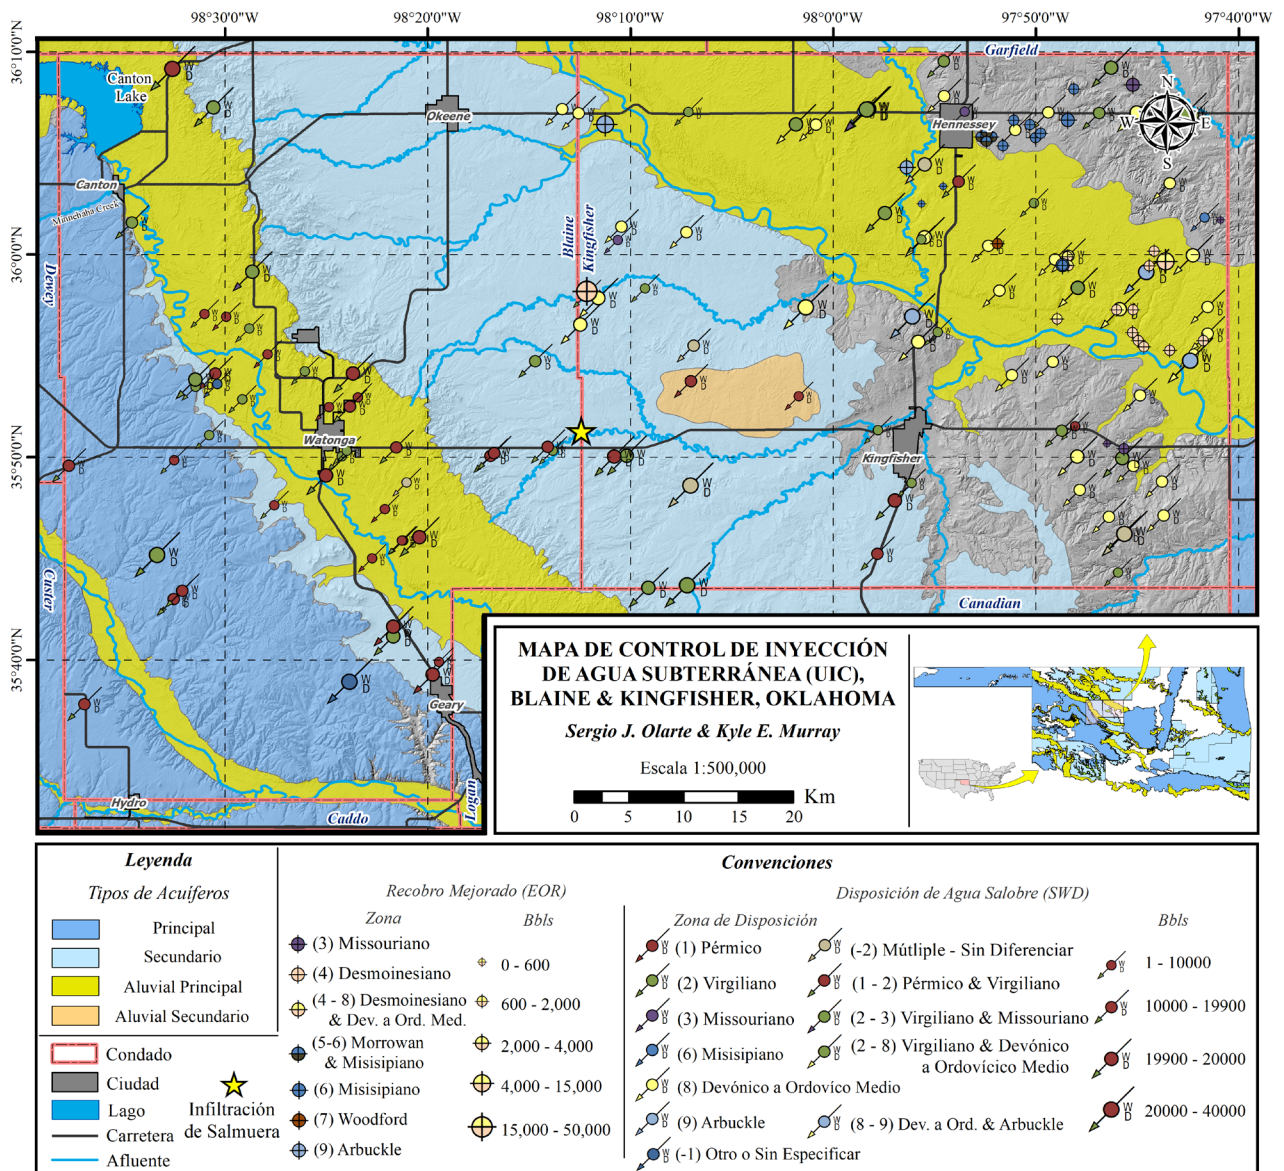 98°30'0"W
98°20'0"W
98°10'0"W
98°0'0"W
97°50'0"W
97°40'0"W
36°10'0"N
36°0'0"N
35°50'0"N
35°40'0"N
Garfield
Canton
Lake
Okeene
Hennessey
N
W
E
S
Canton
Minnehaha Creek
Blaine
Kingfisher
Dewey
Watonga
Kingfisher
Custer
Canadian
Geary
Hydro
Caddo
Logan
MAPA DE CONTROL DE INYECCIÓN
DE AGUA SUBTERRÁNEA (UIC),
BLAINE & KINGFISHER, OKLAHOMA
Sergio J. Olarte & Kyle E. Murray
Escala 1:500,000
Km
0 5 10 15 20
Leyenda
Tipos de Acuíferos
Principal
Secundario
Aluvial Principal
Aluvial Secundario
Condado
Ciudad
Lago
Carretera
Afluente
Infiltración
de Salmuera
Convenciones
Recobro Mejorado (EOR)
Zona
Bbls
(3) Missouriano
(4) Desmoinesiano
(4 - 8) Desmoinesiano
& Dev. a Ord. Med.
(5-6) Morrowan
& Misisipiano
(6) Misisipiano
(7) Woodford
(9) Arbuckle
0 - 600
600 - 2,000
2,000 - 4,000
4,000 - 15,000
15,000 - 50,000
Disposición de Agua Salobre (SWD)
Zona de Disposición
Bbls
(1) Pérmico
(2) Virgiliano
(3) Missouriano
(6) Misisipiano
(8) Devónico a Ordovíco Medio
(9) Arbuckle
(-1) Otro o Sin Especificar
(-2) Mútliple - Sin Diferenciar
(1 - 2) Pérmico & Virgiliano
(2 - 3) Virgiliano & Missouriano
(2 - 8) Virgiliano & Devónico
a Ordovícico Medio
(8 - 9) Dev. a Ord. & Arbuckle
1 - 10000
10000 - 19900
19900 - 20000
20000 - 40000